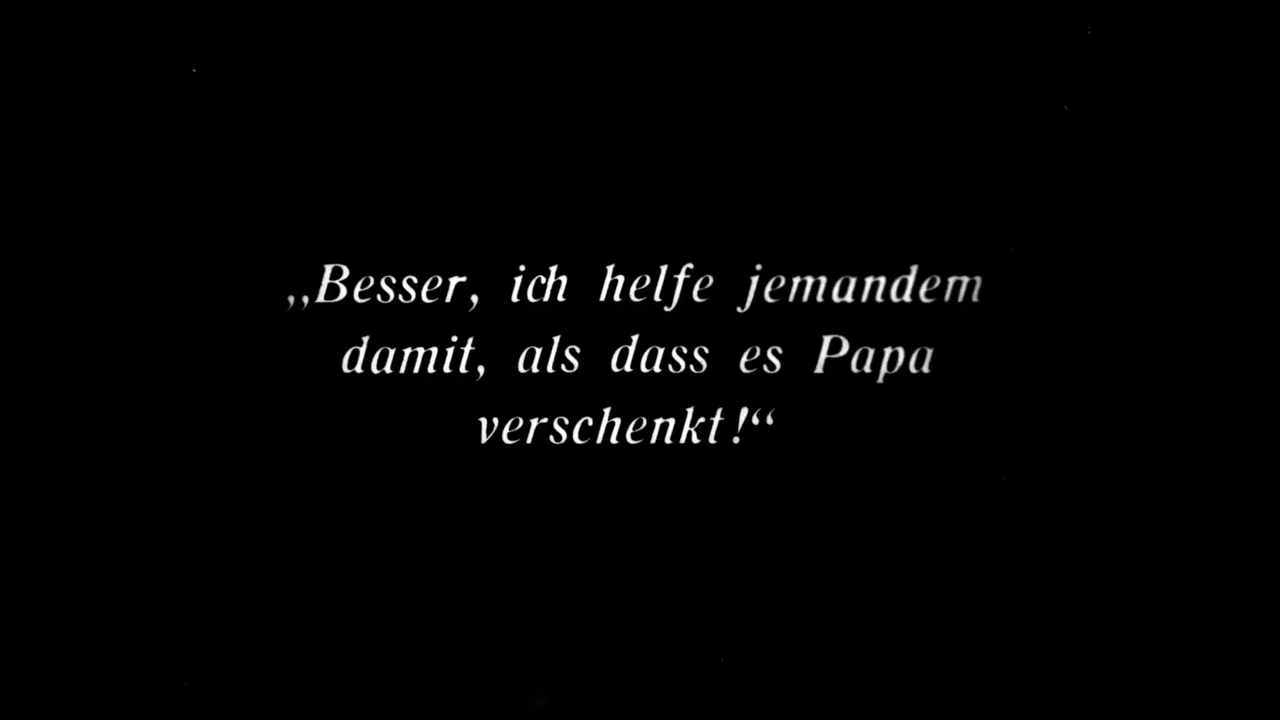 „Besser, ich helfe jemandem
damit, als dass es Papa
verschenkt!“